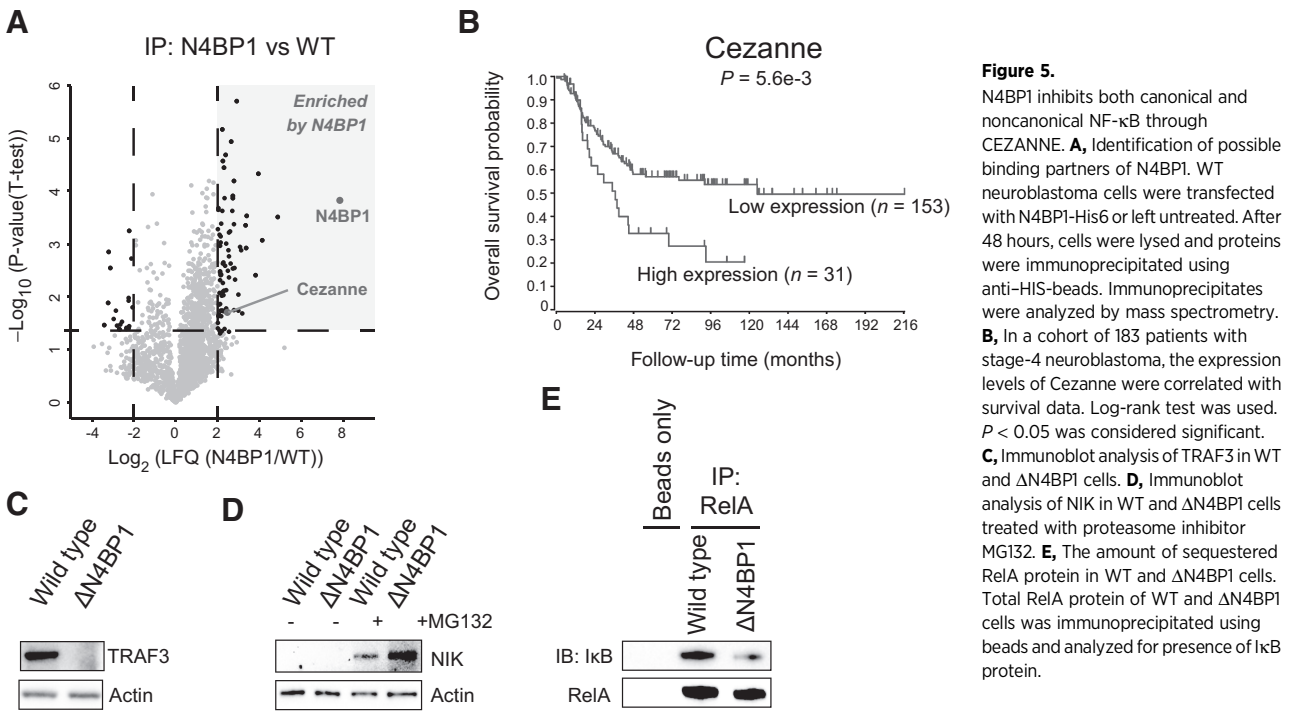 A
IP: N4BP1 vs WT
Enriched
by N4BP1
N4BP1
Cezanne
−Log10 (P-value(T-test))
6
5
4
3
2
1
0
-4 -2 0 2 4 6 8
Log2 (LFQ (N4BP1/WT))
B
Cezanne
P = 5.6e-3
Overall survival probability
1.0
0.9
0.8
0.7
0.6
0.5
0.4
0.3
0.2
0.1
0
Low expression (n = 153)
High expression (n = 31)
0 24 48 72 96 120 144 168 192 216
Follow-up time (months)
C
Wild type
ΔN4BP1
TRAF3
Actin
D
Wild type
ΔN4BP1
Wild type
ΔN4BP1
- - + +MG132
NIK
Actin
E
Beads only
IP:
RelA
Wild type
ΔN4BP1
IB: IκB
RelA
Figure 5.
N4BP1 inhibits both canonical and
noncanonical NF-κB through
CEZANNE. A, Identification of possible
binding partners of N4BP1. WT
neuroblastoma cells were transfected
with N4BP1-His6 or left untreated. After
48 hours, cells were lysed and proteins
were immunoprecipitated using
anti–HIS-beads. Immunoprecipitates
were analyzed by mass spectrometry.
B, In a cohort of 183 patients with
stage-4 neuroblastoma, the expression
levels of Cezanne were correlated with
survival data. Log-rank test was used.
P < 0.05 was considered significant.
C, Immunoblot analysis of TRAF3 in WT
and ΔN4BP1 cells. D, Immunoblot
analysis of NIK in WT and ΔN4BP1 cells
treated with proteasome inhibitor
MG132. E, The amount of sequestered
RelA protein in WT and ΔN4BP1 cells.
Total RelA protein of WT and ΔN4BP1
cells was immunoprecipitated using
beads and analyzed for presence of IκB
protein.